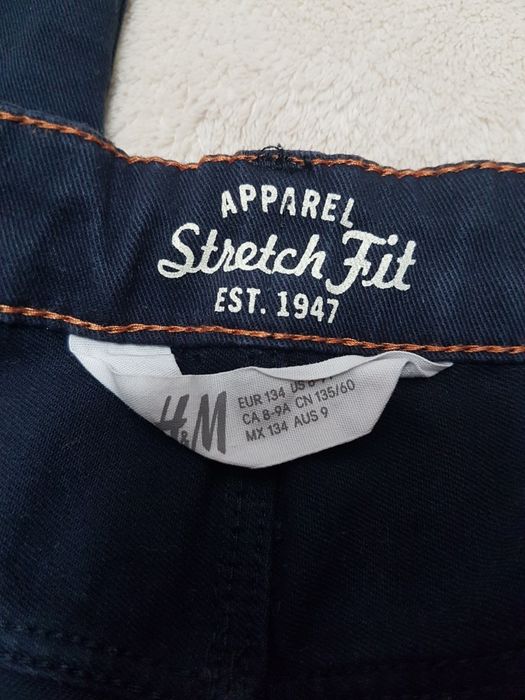 APPAREL
Stretch Fit
EST. 1947
H&M
EUR 134 US
CA 8-9A CN 135/60
MX 134 AUS 9